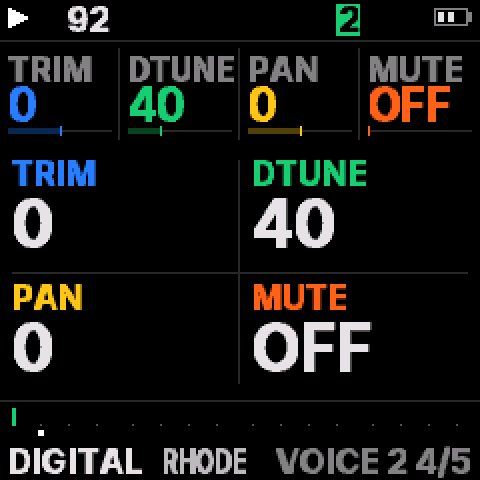 92 2
TRIM DTUNE PAN MUTE
0 40 0 OFF
TRIM DTUNE
0 40
PAN MUTE
0 OFF
DIGITAL RHODE VOICE 2 4/5